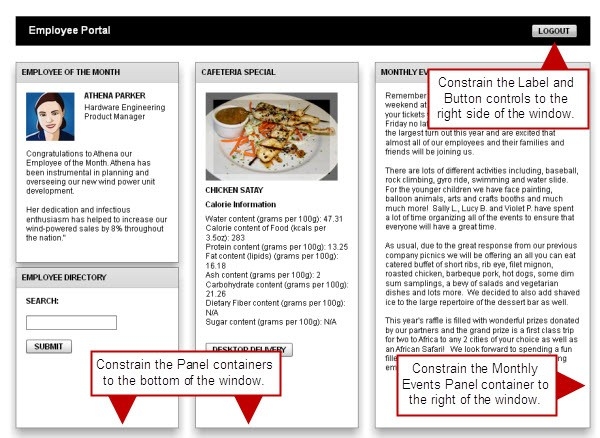 Employee Portal
LOGOUT
EMPLOYEE OF THE MONTH
ATHENA PARKER
Hardware Engineering
Product Manager
Congratulations to Athena our
Employee of the Month. Athena has
been instrumental in planning and
overseeing our new wind power unit
development.
Her dedication and infectious
enthusiasm has helped to increase our
wind-powered sales by 8% throughout
the nation."
EMPLOYEE DIRECTORY
SEARCH:
SUBMIT
CAFETERIA SPECIAL
CHICKEN SATAY
Calorie Information
Water content (grams per 100g): 47.31
Calorie content of Food (kcals per
3.5oz): 283
Protein content (grams per 100g): 13.25
Fat content (lipids) (grams per 100g):
16.18
Ash content (grams per 100g): 2
Carbohydrate content (grams per 100g):
21.26
Dietary Fiber content (grams per 100g):
N/A
Sugar content (grams per 100g): N/A
DESKTOP DELIVERY
Constrain the Panel containers
to the bottom of the window.
MONTHLY
Constrain the Label and
Button controls to the
right side of the window.
Remember
weekend at
your tickets
Friday no
the largest turn out this year and are excited that
almost all of our employees and their families and
friends will be joining us.
There are lots of different activities including, baseball,
rock climbing, gyro ride, swimming and water slide.
For the younger children we have face painting,
balloon animals, arts and crafts booths and much
much more! Sally L., Lucy B. and Violet P. have spent
a lot of time organizing all of the events to ensure that
everyone will have a great time.
As usual, due to the great response from our previous
company picnics we will be offering an all you can eat
catered buffet of short ribs, rib eye, filet mignon,
roasted chicken, barbeque pork, hot dogs, some dim
sum samplings, a bevy of salads and vegetarian
dishes and lots more. We decided to also add shaved
ice to the large repertoire of the dessert bar as well.
This year's raffle is filled with wonderful prizes donated
by our partners and the grand prize is a first class trip
for two to Africa to any 2 cities of your choice as well as
an African Safari! We look forward to spending a fun
Constrain the Monthly
Events Panel container to
the right of the window.